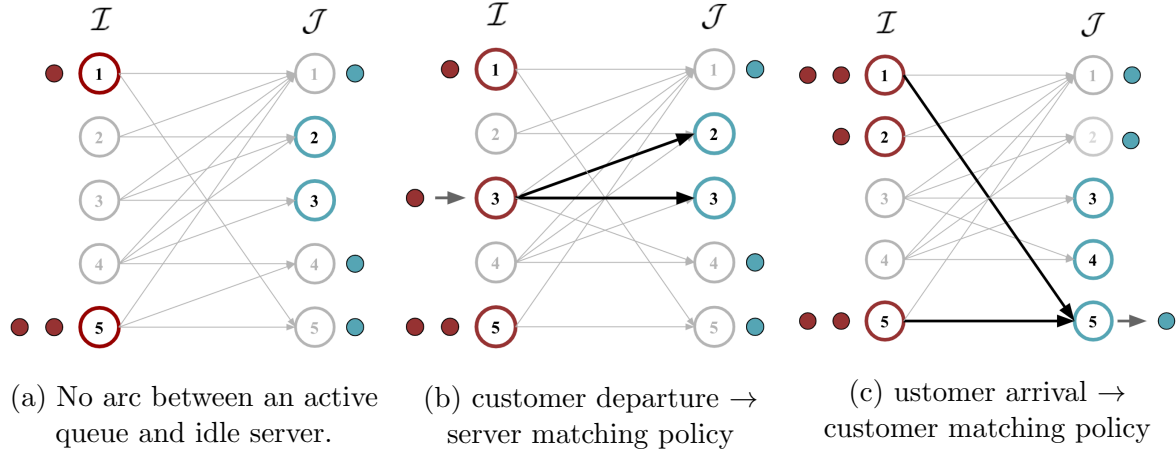 I J
1 1
2 2
3 3
4 4
5 5
(a) No arc between an active
queue and idle server.
I J
1 1
2 2
3 3
4 4
5 5
(b) customer departure →
server matching policy
I J
1 1
2 2
3 3
4 4
5 5
(c) ustomer arrival →
customer matching policy